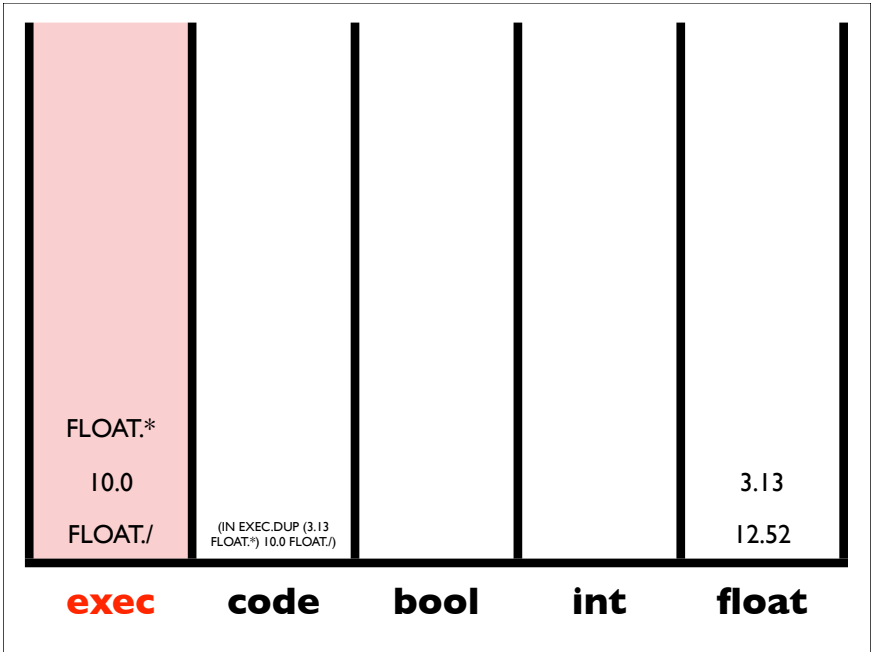 FLOAT.*
10.0 3.13
FLOAT./ (IN EXEC.DUP (3.13
FLOAT.*) 10.0 FLOAT./) 12.52
exec code bool int float